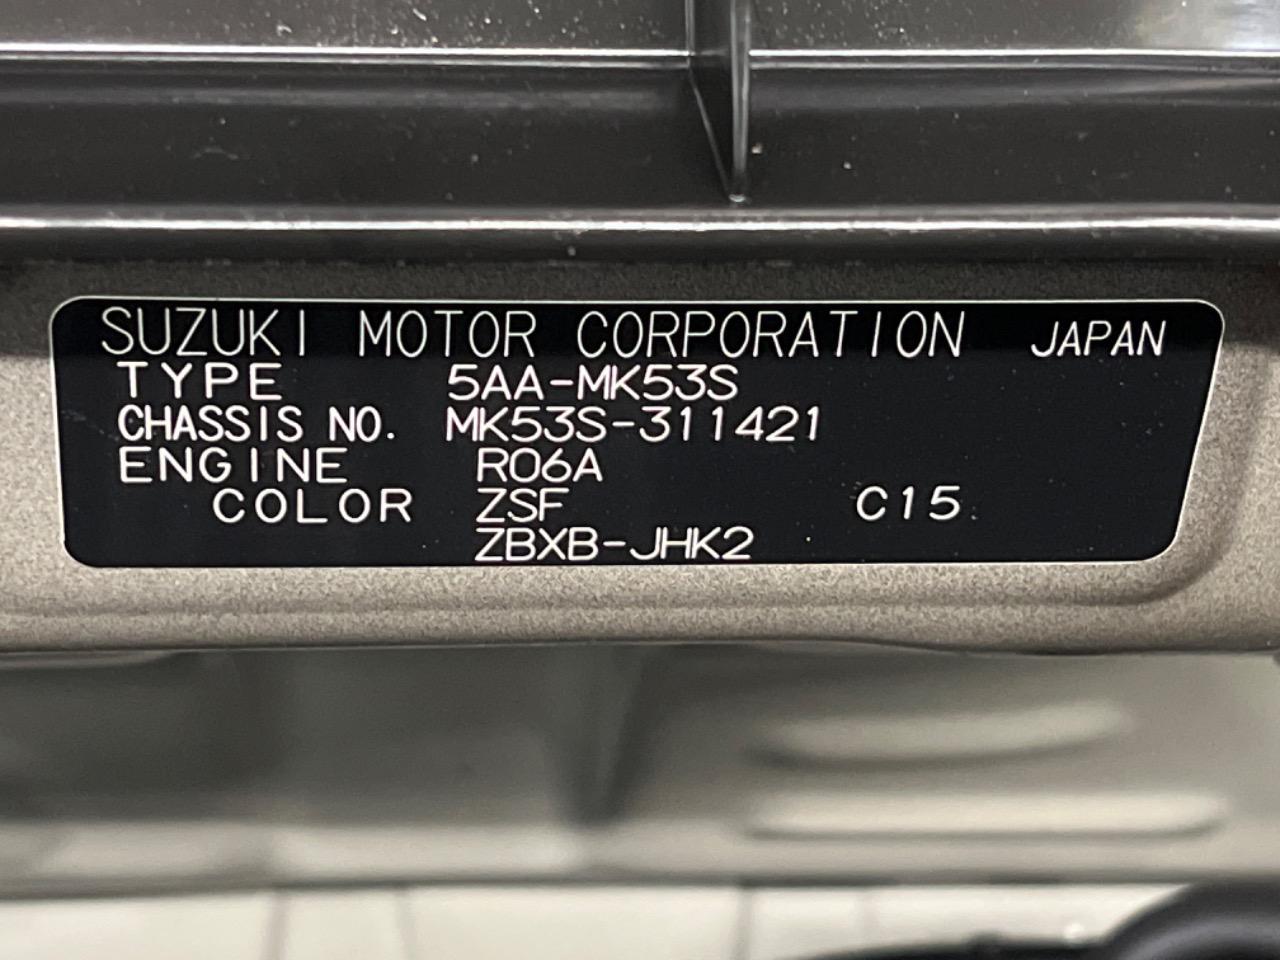 SUZUKI MOTOR CORPORATION JAPAN
TYPE 5AA-MK53S
CHASSIS NO. MK53S-311421
ENGINE R06A
COLOR ZSF C15
ZBXB-JHK2